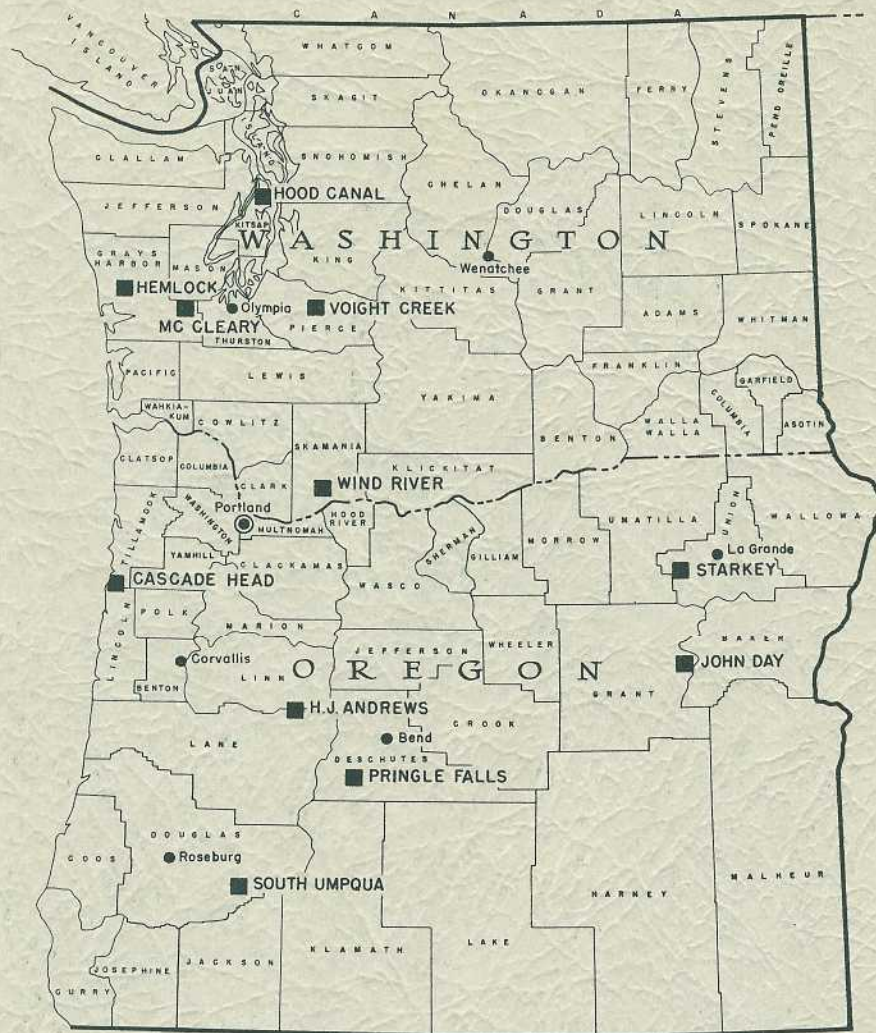 C A N A D A
VANCOUVER
ISLAND
WHATCOM
SAN
JUAN
ISLAND
SKAGIT
OKANOGAN
FERRY
STEVENS
PEND OREILLE
CLALLAM
SNOHOMISH
CHELAN
JEFFERSON
HOOD CANAL
DOUGLAS
LINCOLN
SPOKANE
KITSAP
WASHINGTON
GRAYS
HARBOR
MASON
KING
Wenatchee
KITTITAS
GRANT
HEMLOCK
MC CLEARY
Olympia
VOIGHT CREEK
PIERCE
THURSTON
ADAMS
WHITMAN
PACIFIC
LEWIS
YAKIMA
FRANKLIN
GARFIELD
COLUMBIA
ASOTIN
WAHKIA-
KUM
COWLITZ
SKAMANIA
BENTON
WALLA
WALLA
CLATSOP
COLUMBIA
CLARK
WIND RIVER
KLICKITAT
TILLAMOOK
WASHINGTON
Portland
MULTNOMAH
HOOD
RIVER
SHERMAN
GILLIAM
MORROW
UMATILLA
UNION
WALLOWA
La Grande
STARKEY
YAMHILL
CLACKAMAS
WASCO
CASCADE HEAD
POLK
MARION
LINCOLN
JEFFERSON
WHEELER
BAKER
JOHN DAY
Corvallis
BENTON
LINN
OREGON
GRANT
H.J. ANDREWS
CROOK
LANE
Bend
DESCHUTES
PRINGLE FALLS
DOUGLAS
COOS
Roseburg
SOUTH UMPQUA
HARNEY
MALHEUR
KLAMATH
LAKE
JACKSON
JOSEPHINE
CURRY